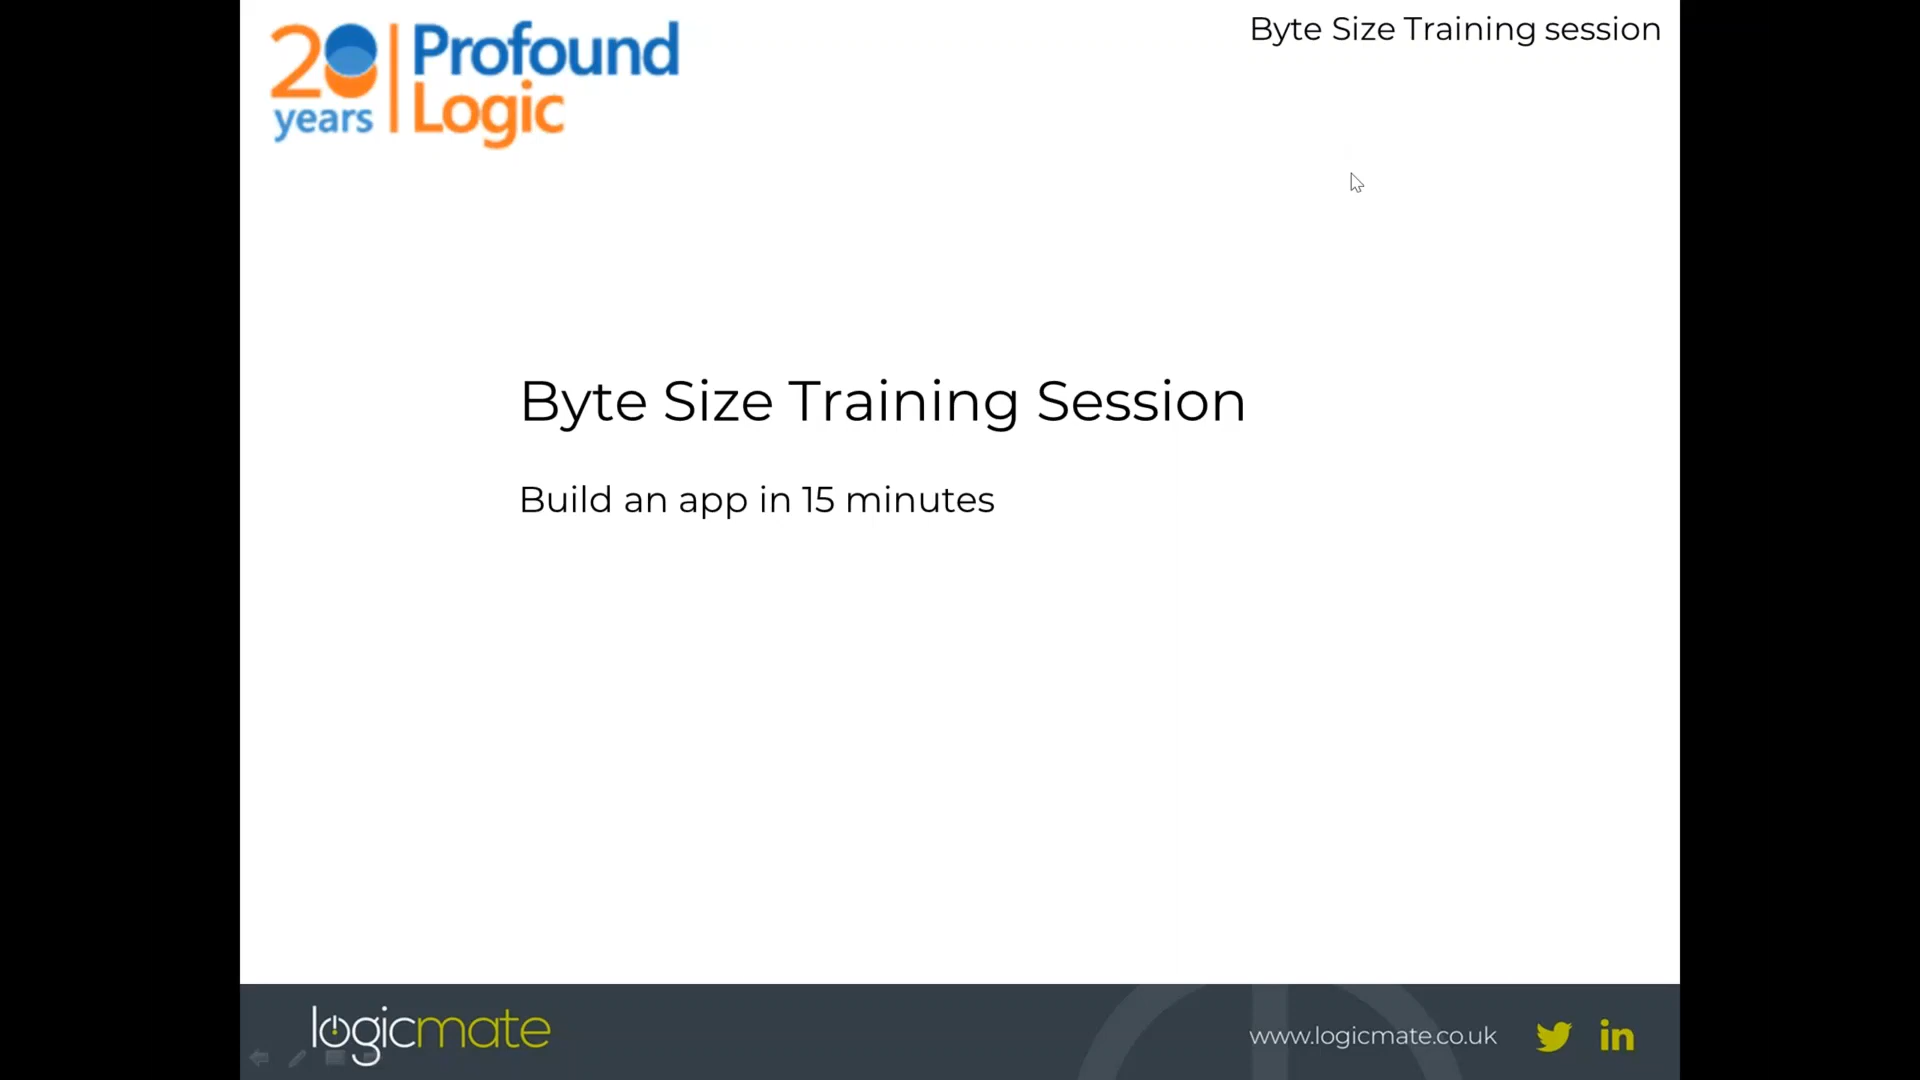 20 years Profound Logic
Byte Size Training session
Byte Size Training Session
Build an app in 15 minutes
logicmate
www.logicmate.co.uk
in